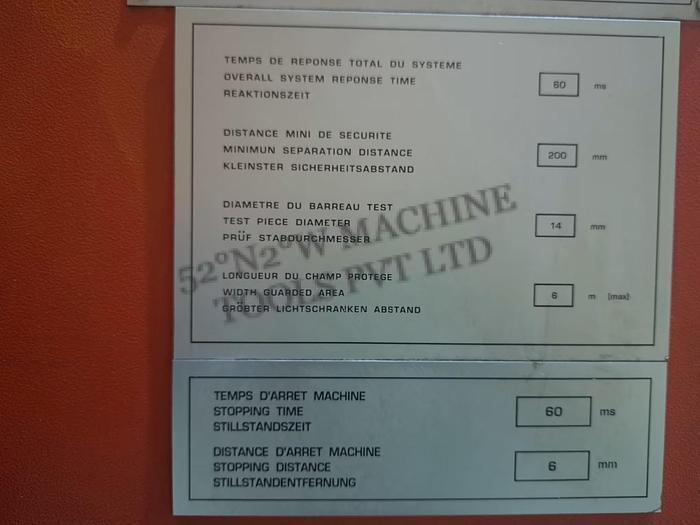 TEMPS DE REPONSE TOTAL DU SYSTEME
OVERALL SYSTEM REPONSE TIME
REAKTIONSZEIT
60 ms
DISTANCE MINI DE SECURITE
MINIMUN SEPARATION DISTANCE
KLEINSTER SICHERHEITSABSTAND
200 mm
DIAMETRE DU BARREAU TEST
TEST PIECE DIAMETER
PRÜF STABDURCHMESSER
14 mm
LONGUEUR DU CHAMP PROTEGE
WIDTH GUARDED AREA
GRÖBTER LICHTSCHRANKEN ABSTAND
6 m [max]
52°N2°W MACHINE
TOOLS PVT LTD
TEMPS D'ARRET MACHINE
STOPPING TIME
STILLSTANDSZEIT
60 ms
DISTANCE D'ARRET MACHINE
STOPPING DISTANCE
STILLSTANDENTFERNUNG
6 mm